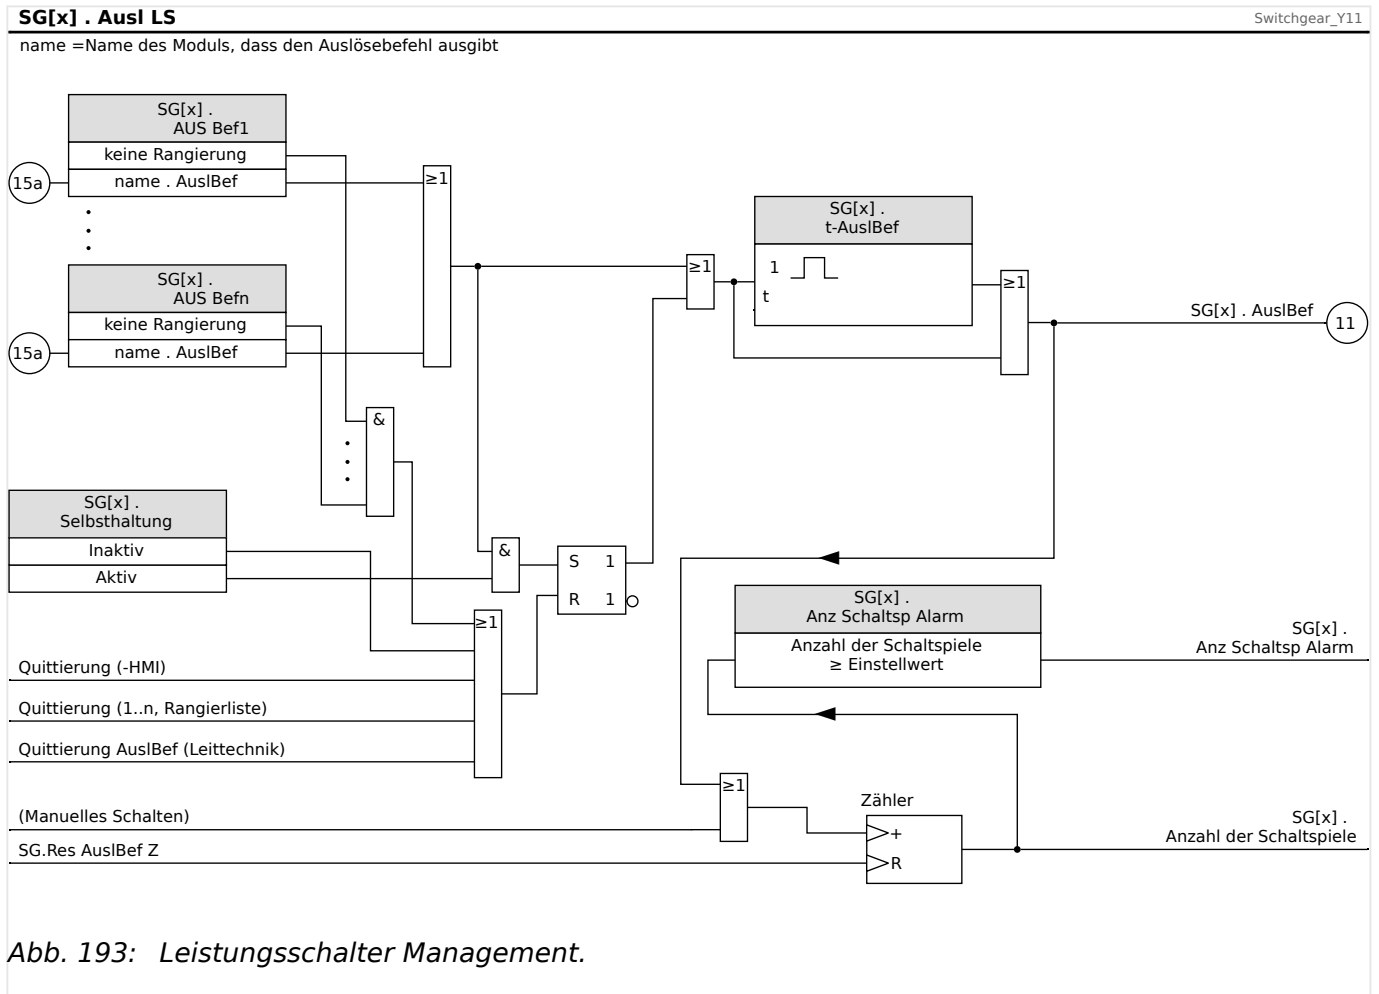 SG[x] . Ausl LS
Switchgear_Y11
name =Name des Moduls, dass den Auslösebefehl ausgibt
SG[x] .
AUS Bef1
keine Rangierung
15a
name . AuslBef
≥1
SG[x] .
t-AuslBef
1
t
≥1
≥1
SG[x] . AuslBef
11
SG[x] .
AUS Befn
keine Rangierung
15a
name . AuslBef
&
SG[x] .
Selbsthaltung
Inaktiv
Aktiv
&
S 1
R 1
≥1
SG[x] .
Anz Schaltsp Alarm
Anzahl der Schaltspiele
≥ Einstellwert
SG[x] .
Anz Schaltsp Alarm
Quittierung (-HMI)
Quittierung (1..n, Rangierliste)
Quittierung AuslBef (Leittechnik)
≥1
(Manuelles Schalten)
Zähler
+
R
SG[x] .
Anzahl der Schaltspiele
SG.Res AuslBef Z
Abb. 193: Leistungsschalter Management.